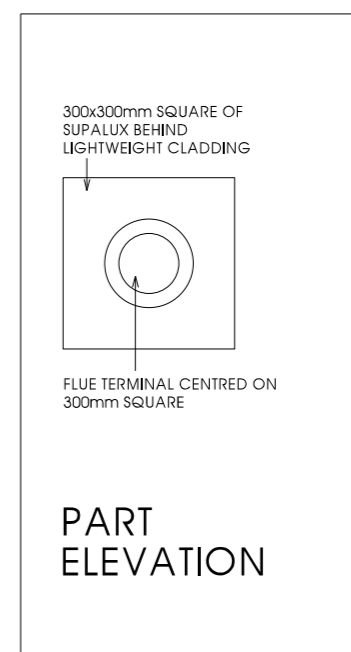 300x300mm SQUARE OF
SUPALUX BEHIND
LIGHTWEIGHT CLADDING
FLUE TERMINAL CENTRED ON
300mm SQUARE
PART
ELEVATION